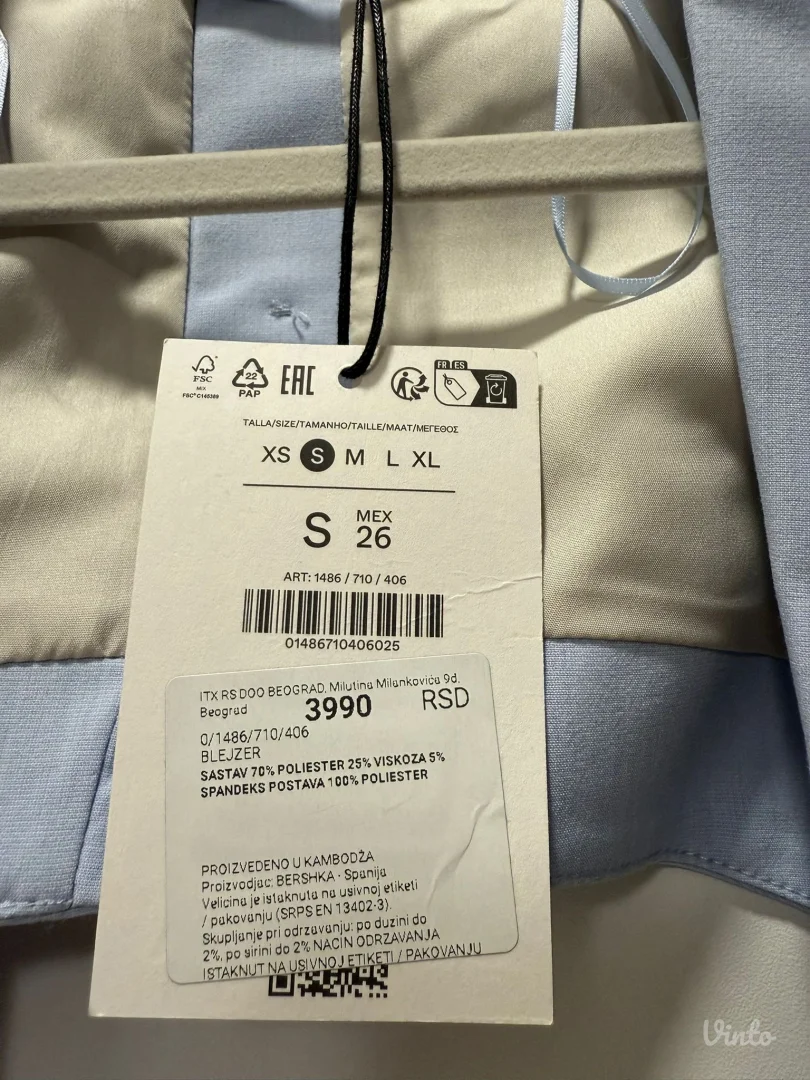 FSC
MIX
FSC® C145389
22
PAP
EAC
FR ES
TALLA/SIZE/TAMANHO/TAILLE/MAAT/ΜΕΓΕΘΟΣ
XS S M L XL
S MEX 26
ART: 1486 / 710 / 406
01486710406025
ITX RS DOO BEOGRAD, Milutina Milankovića 9d,
Beograd 3990 RSD
0/1486/710/406
BLEJZER
SASTAV 70% POLIESTER 25% VISKOZA 5%
SPANDEKS POSTAVA 100% POLIESTER
PROIZVEDENO U KAMBODŽA
Proizvodjac: BERSHKA - Spanija
Velicina je istaknuta na usivnoj etiketi
/ pakovanju (SRPS EN 13402-3).
Skupljanje pri odrzavanju: po duzini do
2%, po sirini do 2% NACIN ODRZAVANJA
ISTAKNUT NA USIVNOJ ETIKETI / PAKOVANJU
Vinto